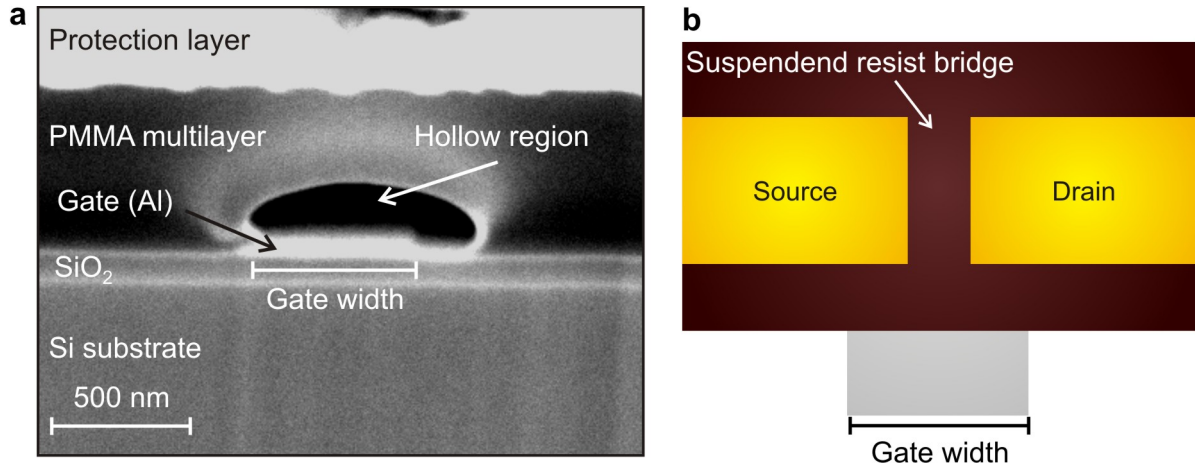 a
Protection layer
PMMA multilayer
Hollow region
Gate (Al)
SiO₂
Gate width
Si substrate
500 nm
b
Suspendend resist bridge
Source
Drain
Gate width